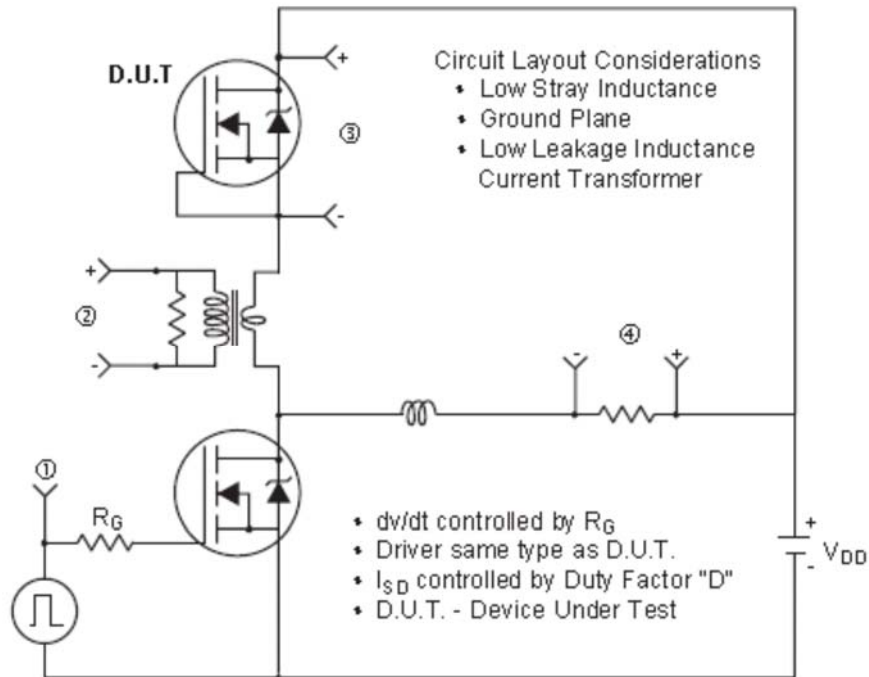 D.U.T
+
③
-
Circuit Layout Considerations
• Low Stray Inductance
• Ground Plane
• Low Leakage Inductance
Current Transformer
+
②
-
④
- +
①
R_G
• dv/dt controlled by R_G
• Driver same type as D.U.T.
• I_SD controlled by Duty Factor "D"
• D.U.T. - Device Under Test
+
V_DD
-